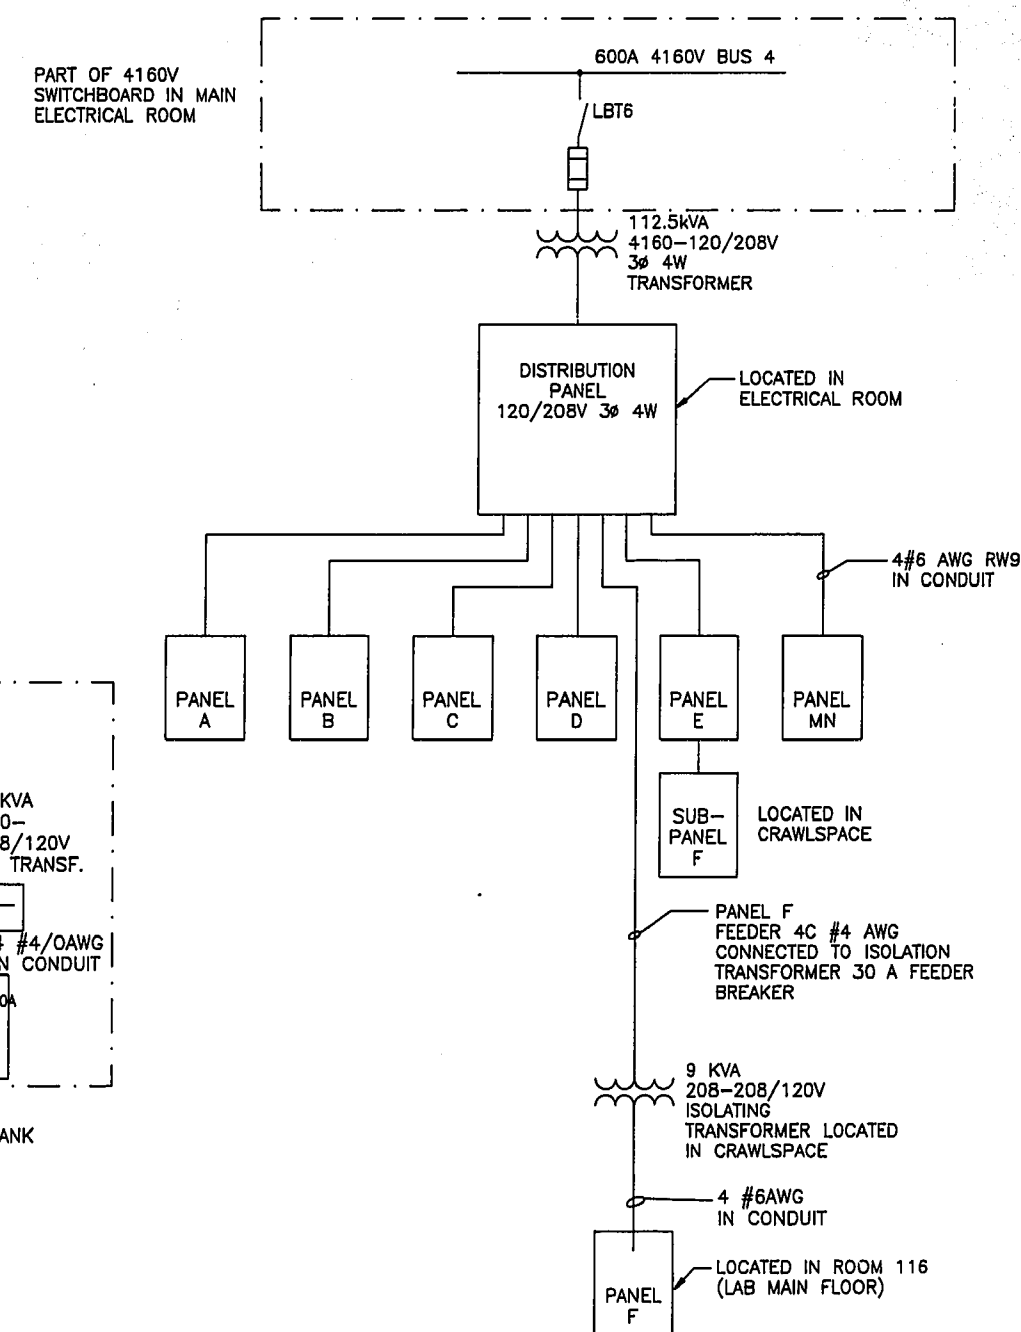 600A 4160V BUS 4
PART OF 4160V
SWITCHBOARD IN MAIN
ELECTRICAL ROOM
LBT6
112.5kVA
4160-120/208V
3ø 4W
TRANSFORMER
DISTRIBUTION
PANEL
120/208V 3ø 4W
LOCATED IN
ELECTRICAL ROOM
4#6 AWG RW9
IN CONDUIT
PANEL
A
PANEL
B
PANEL
C
PANEL
D
PANEL
E
PANEL
MN
SUB-
PANEL
F
LOCATED IN
CRAWLSPACE
KVA
0-
8/120V
TRANSF.
#4/0AWG
N CONDUIT
0A
ANK
PANEL F
FEEDER 4C #4 AWG
CONNECTED TO ISOLATION
TRANSFORMER 30 A FEEDER
BREAKER
9 KVA
208-208/120V
ISOLATING
TRANSFORMER LOCATED
IN CRAWLSPACE
4 #6AWG
IN CONDUIT
LOCATED IN ROOM 116
(LAB MAIN FLOOR)
PANEL
F